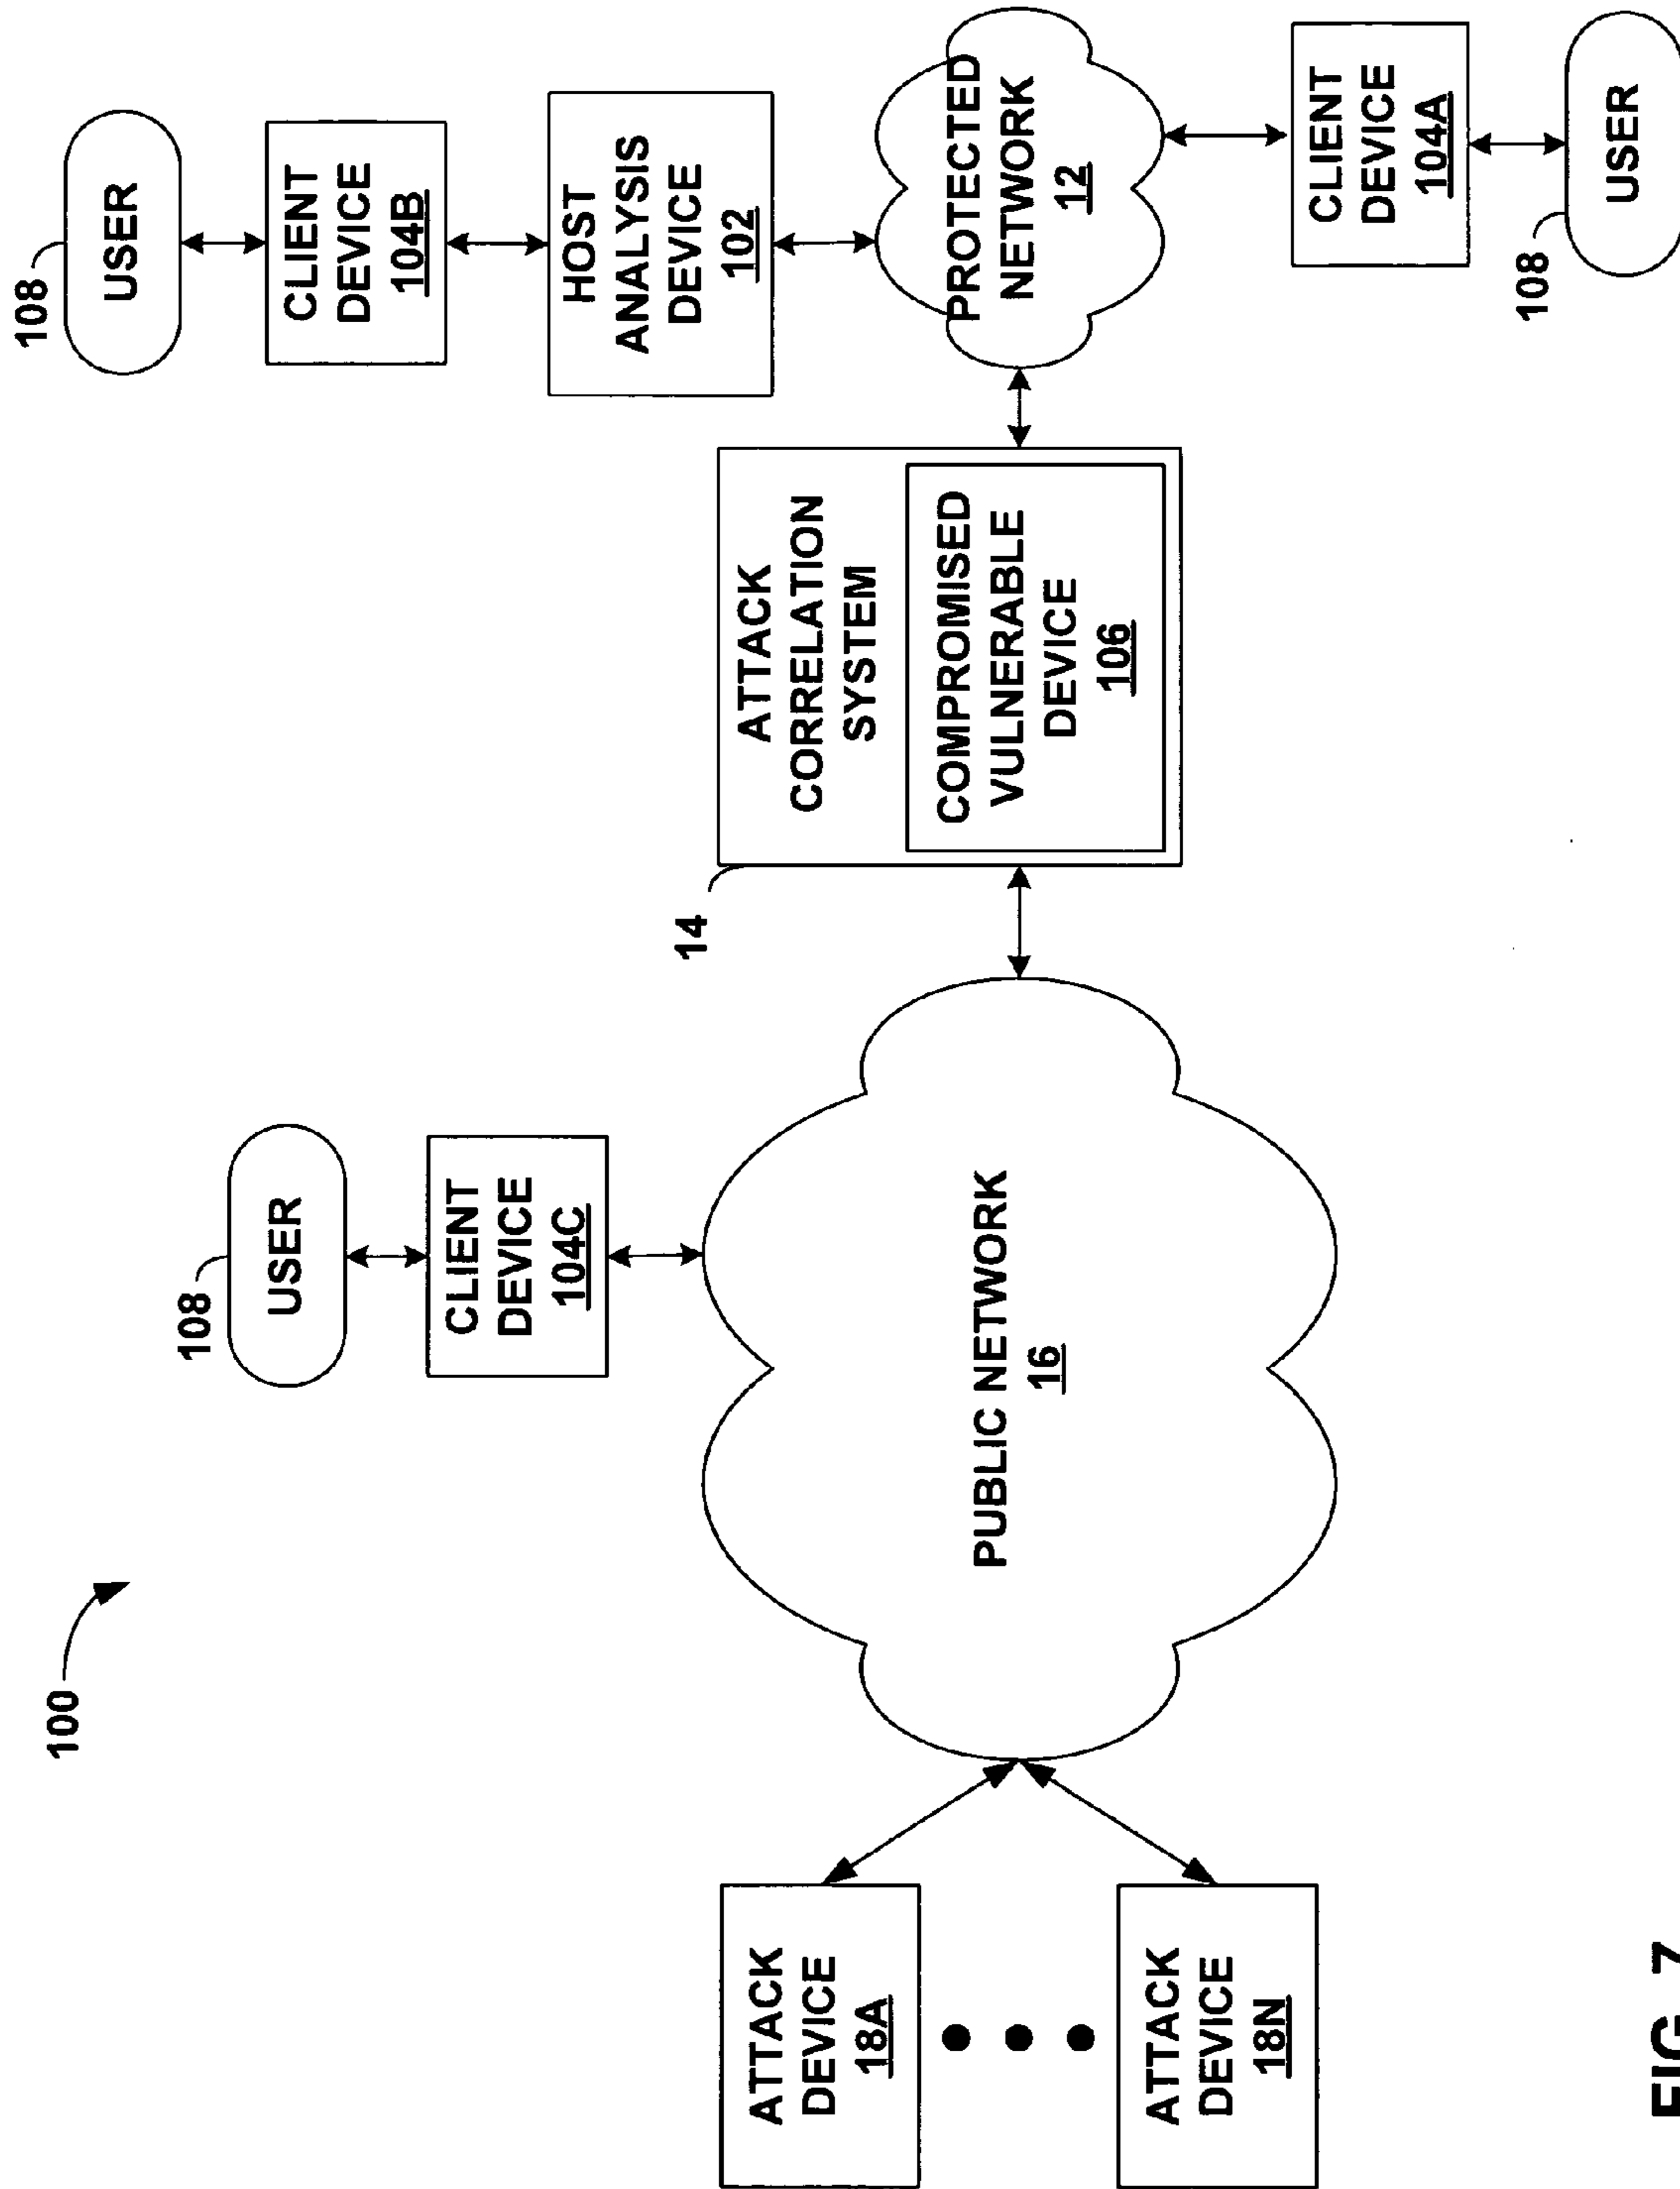 100
108
USER
CLIENT
DEVICE
104C
108
USER
CLIENT
DEVICE
104B
HOST
ANALYSIS
DEVICE
102
ATTACK
DEVICE
18A
ATTACK
DEVICE
18N
PUBLIC NETWORK
16
14
ATTACK
CORRELATION
SYSTEM
COMPROMISED
VULNERABLE
DEVICE
106
PROTECTED
NETWORK
12
CLIENT
DEVICE
104A
108
USER
FIG. 7